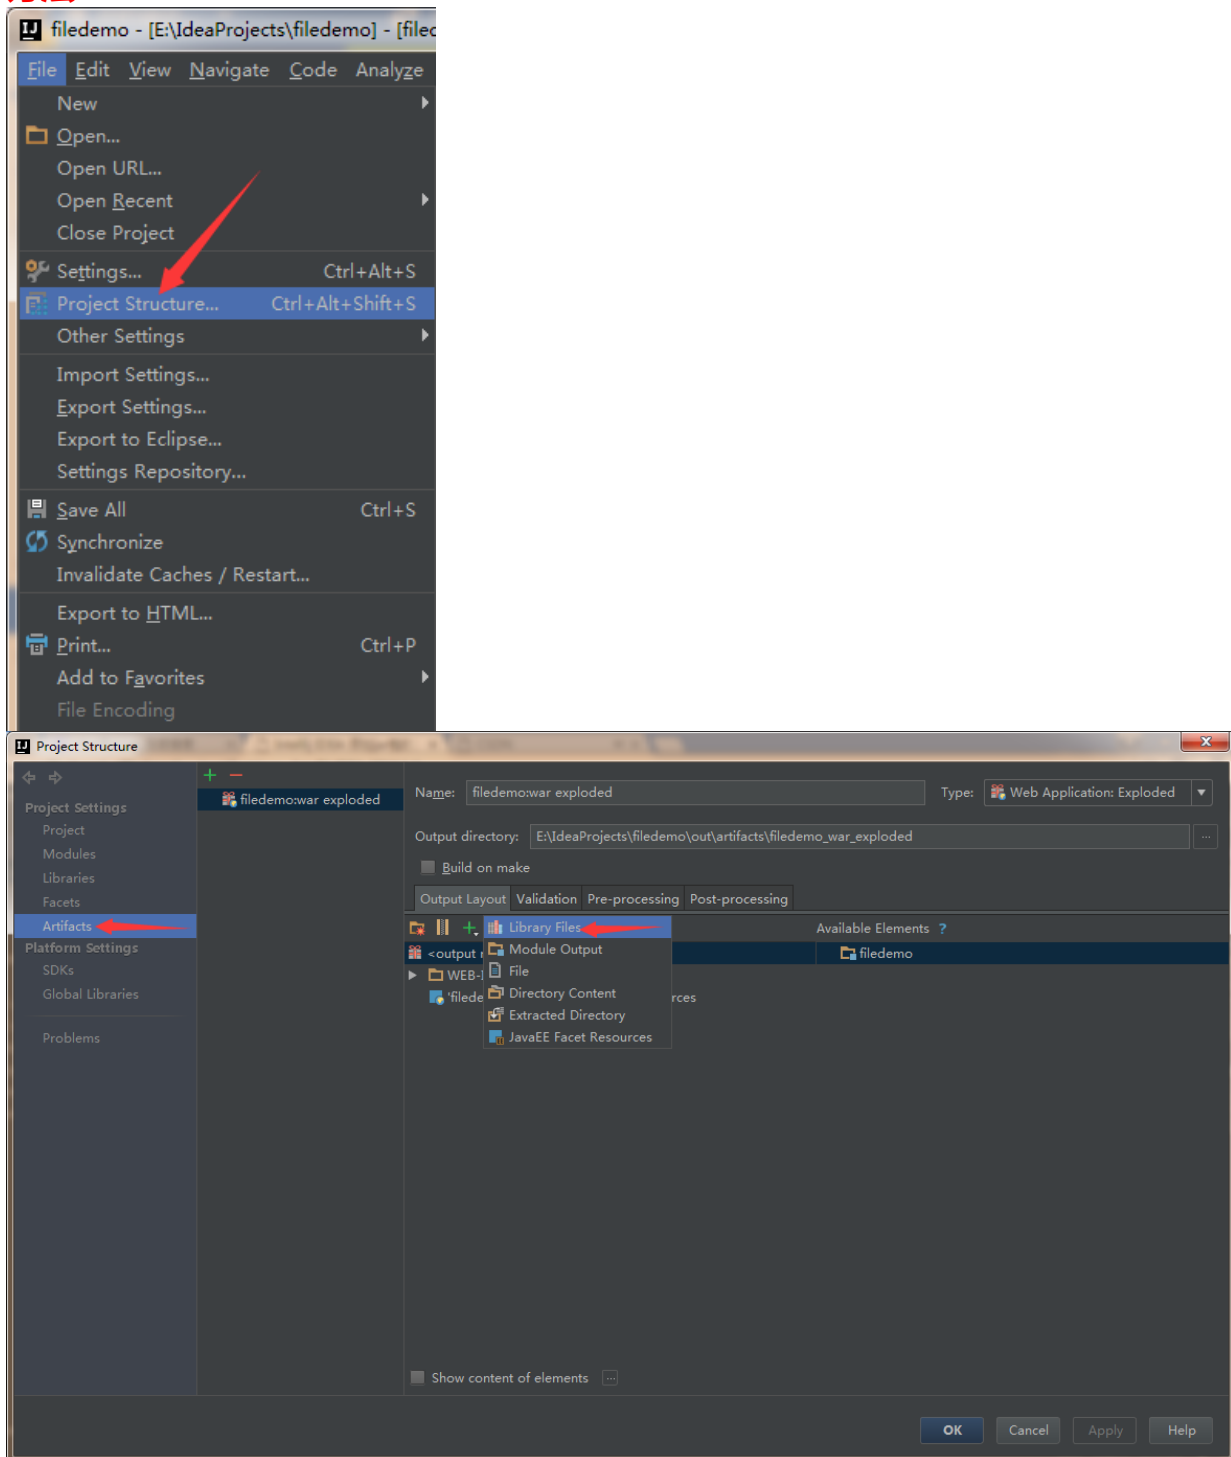 filedemo - [E:\IdeaProjects\filedemo] - [filed
File Edit View Navigate Code Analyze
New
Open...
Open URL...
Open Recent
Close Project
Settings... Ctrl+Alt+S
Project Structure... Ctrl+Alt+Shift+S
Other Settings
Import Settings...
Export Settings...
Export to Eclipse...
Settings Repository...
Save All Ctrl+S
Synchronize
Invalidate Caches / Restart...
Export to HTML...
Print... Ctrl+P
Add to Favorites
File Encoding
Project Structure
Project Settings
Project
Modules
Libraries
Facets
Artifacts
Platform Settings
SDKs
Global Libraries
Problems
filedemo:war exploded
Name: filedemo:war exploded Type: Web Application: Exploded
Output directory: E:\IdeaProjects\filedemo\out\artifacts\filedemo_war_exploded ...
Build on make
Output Layout Validation Pre-processing Post-processing
Library Files Available Elements ?
<output r Module Output filedemo
WEB-I File
'filede Directory Content rces
Extracted Directory
JavaEE Facet Resources
Show content of elements ...
OK Cancel Apply Help